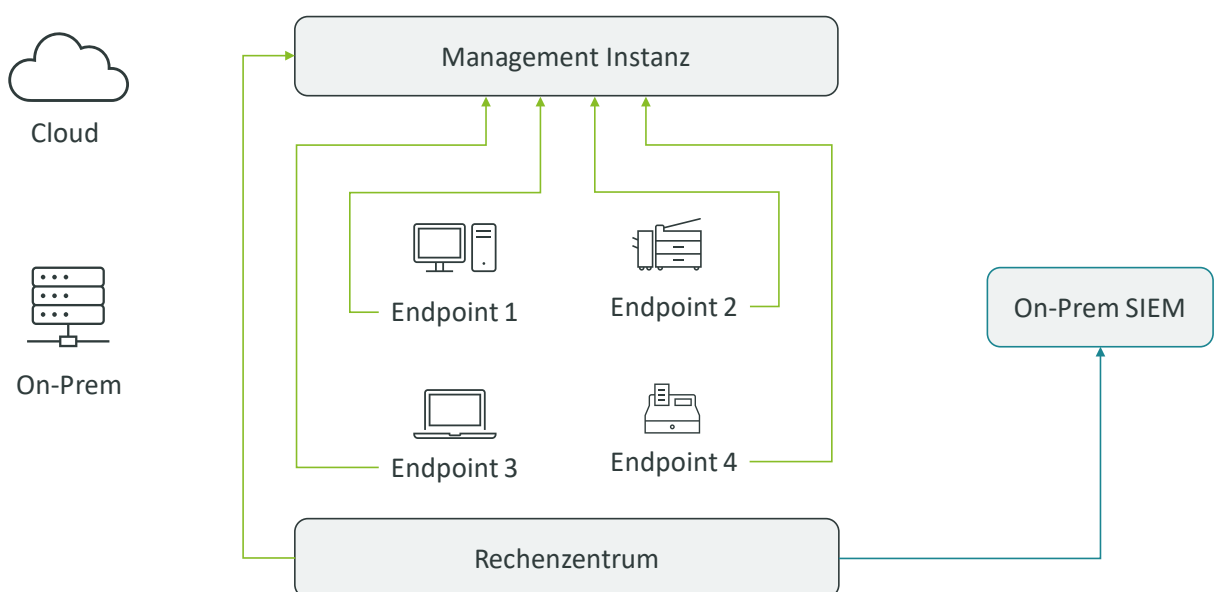 Management Instanz
Cloud
Endpoint 1
Endpoint 2
On-Prem SIEM
On-Prem
Endpoint 3
Endpoint 4
Rechenzentrum